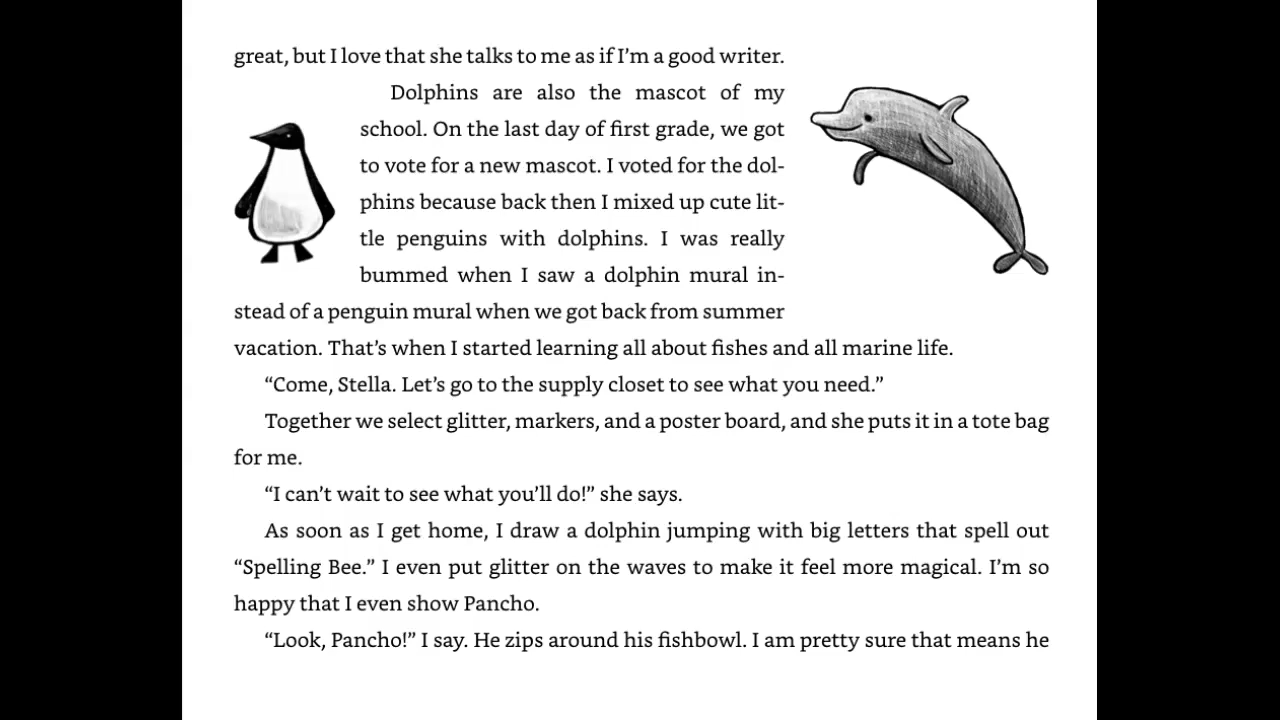 great, but I love that she talks to me as if I’m a good writer.
Dolphins are also the mascot of my
school. On the last day of first grade, we got
to vote for a new mascot. I voted for the dol-
phins because back then I mixed up cute lit-
tle penguins with dolphins. I was really
bummed when I saw a dolphin mural in-
stead of a penguin mural when we got back from summer
vacation. That’s when I started learning all about fishes and all marine life.
“Come, Stella. Let’s go to the supply closet to see what you need.”
Together we select glitter, markers, and a poster board, and she puts it in a tote bag
for me.
“I can’t wait to see what you’ll do!” she says.
As soon as I get home, I draw a dolphin jumping with big letters that spell out
“Spelling Bee.” I even put glitter on the waves to make it feel more magical. I’m so
happy that I even show Pancho.
“Look, Pancho!” I say. He zips around his fishbowl. I am pretty sure that means he